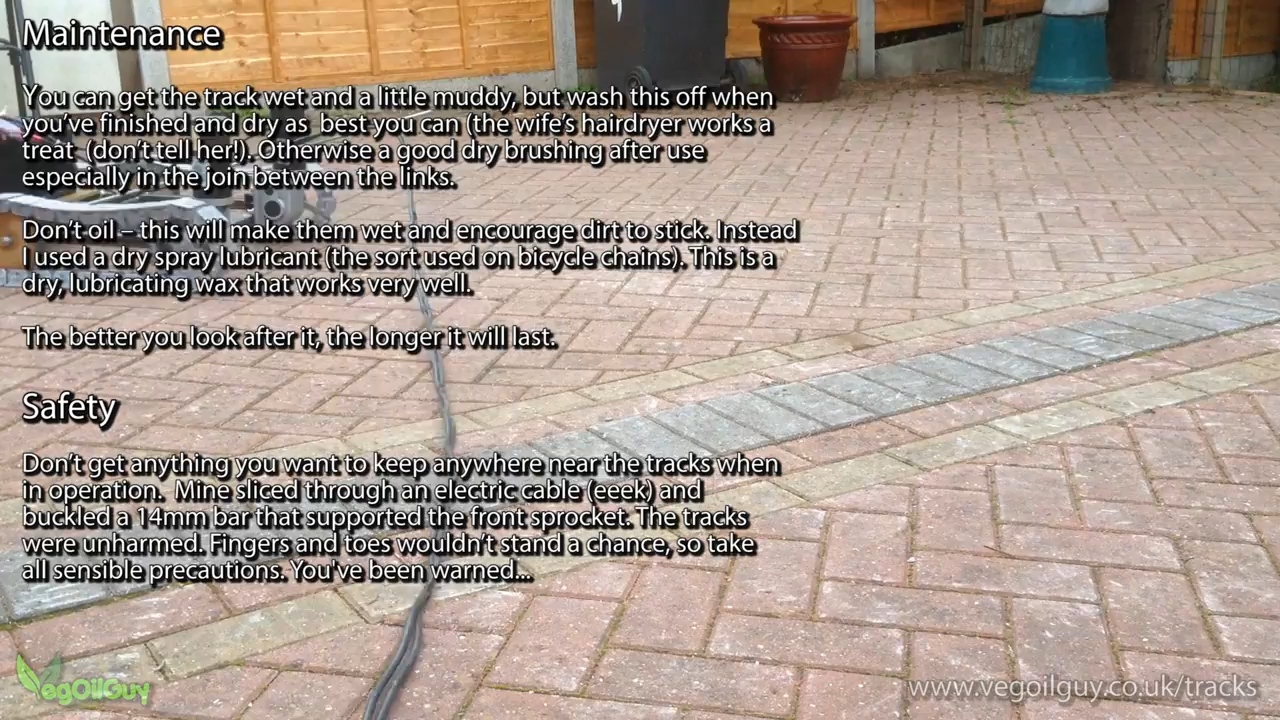 Maintenance
You can get the track wet and a little muddy, but wash this off when
you've finished and dry as  best you can (the wife's hairdryer works a
treat  (don't tell her!). Otherwise a good dry brushing after use
especially in the join between the links.
Don't oil – this will make them wet and encourage dirt to stick. Instead
I used a dry spray lubricant (the sort used on bicycle chains). This is a
dry, lubricating wax that works very well.
The better you look after it, the longer it will last.
Safety
Don't get anything you want to keep anywhere near the tracks when
in operation.  Mine sliced through an electric cable (eeek) and
buckled a 14mm bar that supported the front sprocket. The tracks
were unharmed. Fingers and toes wouldn't stand a chance, so take
all sensible precautions. You've been warned...
VegOilGuy
www.vegoilguy.co.uk/tracks